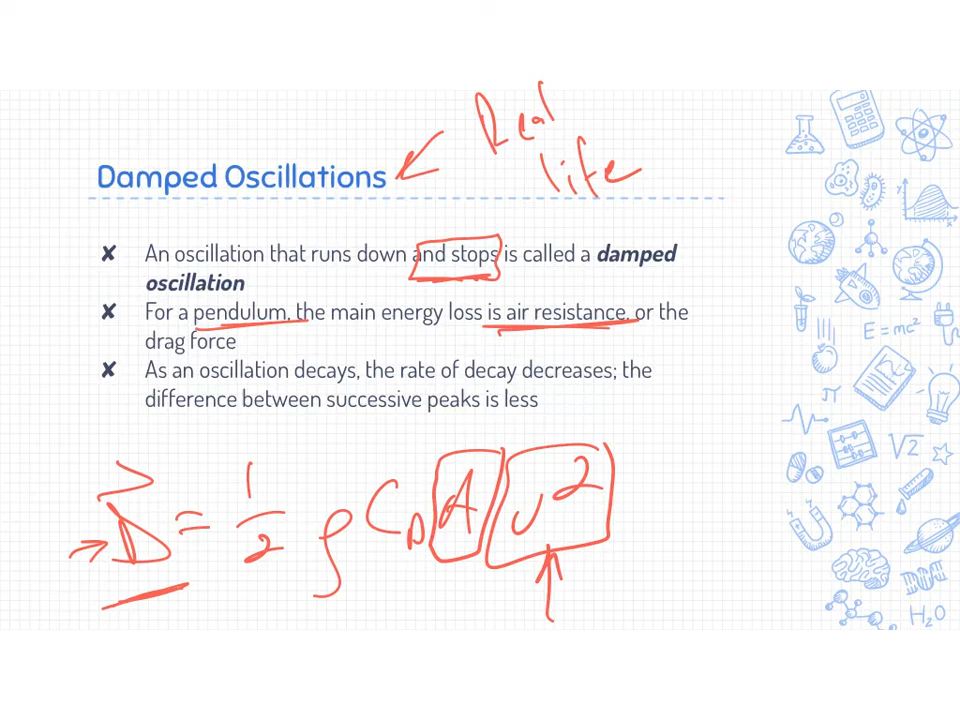 Real
life
Damped Oscillations
✘ An oscillation that runs down and stops is called a damped
oscillation
✘ For a pendulum, the main energy loss is air resistance, or the
drag force
✘ As an oscillation decays, the rate of decay decreases; the
difference between successive peaks is less
D = 1/2 ρ C_D A v²
y
x
E = mc²
π
√2
H₂O